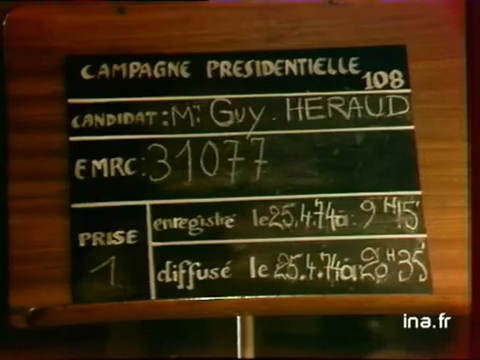 CAMPAGNE PRESIDENTIELLE 108
CANDIDAT: Mr GUY. HERAUD
EMRC: 31077
PRISE 1
enregistré le 25.4.74 à 9H15'
diffusé le 25.4.74 à 20H35
ina.fr